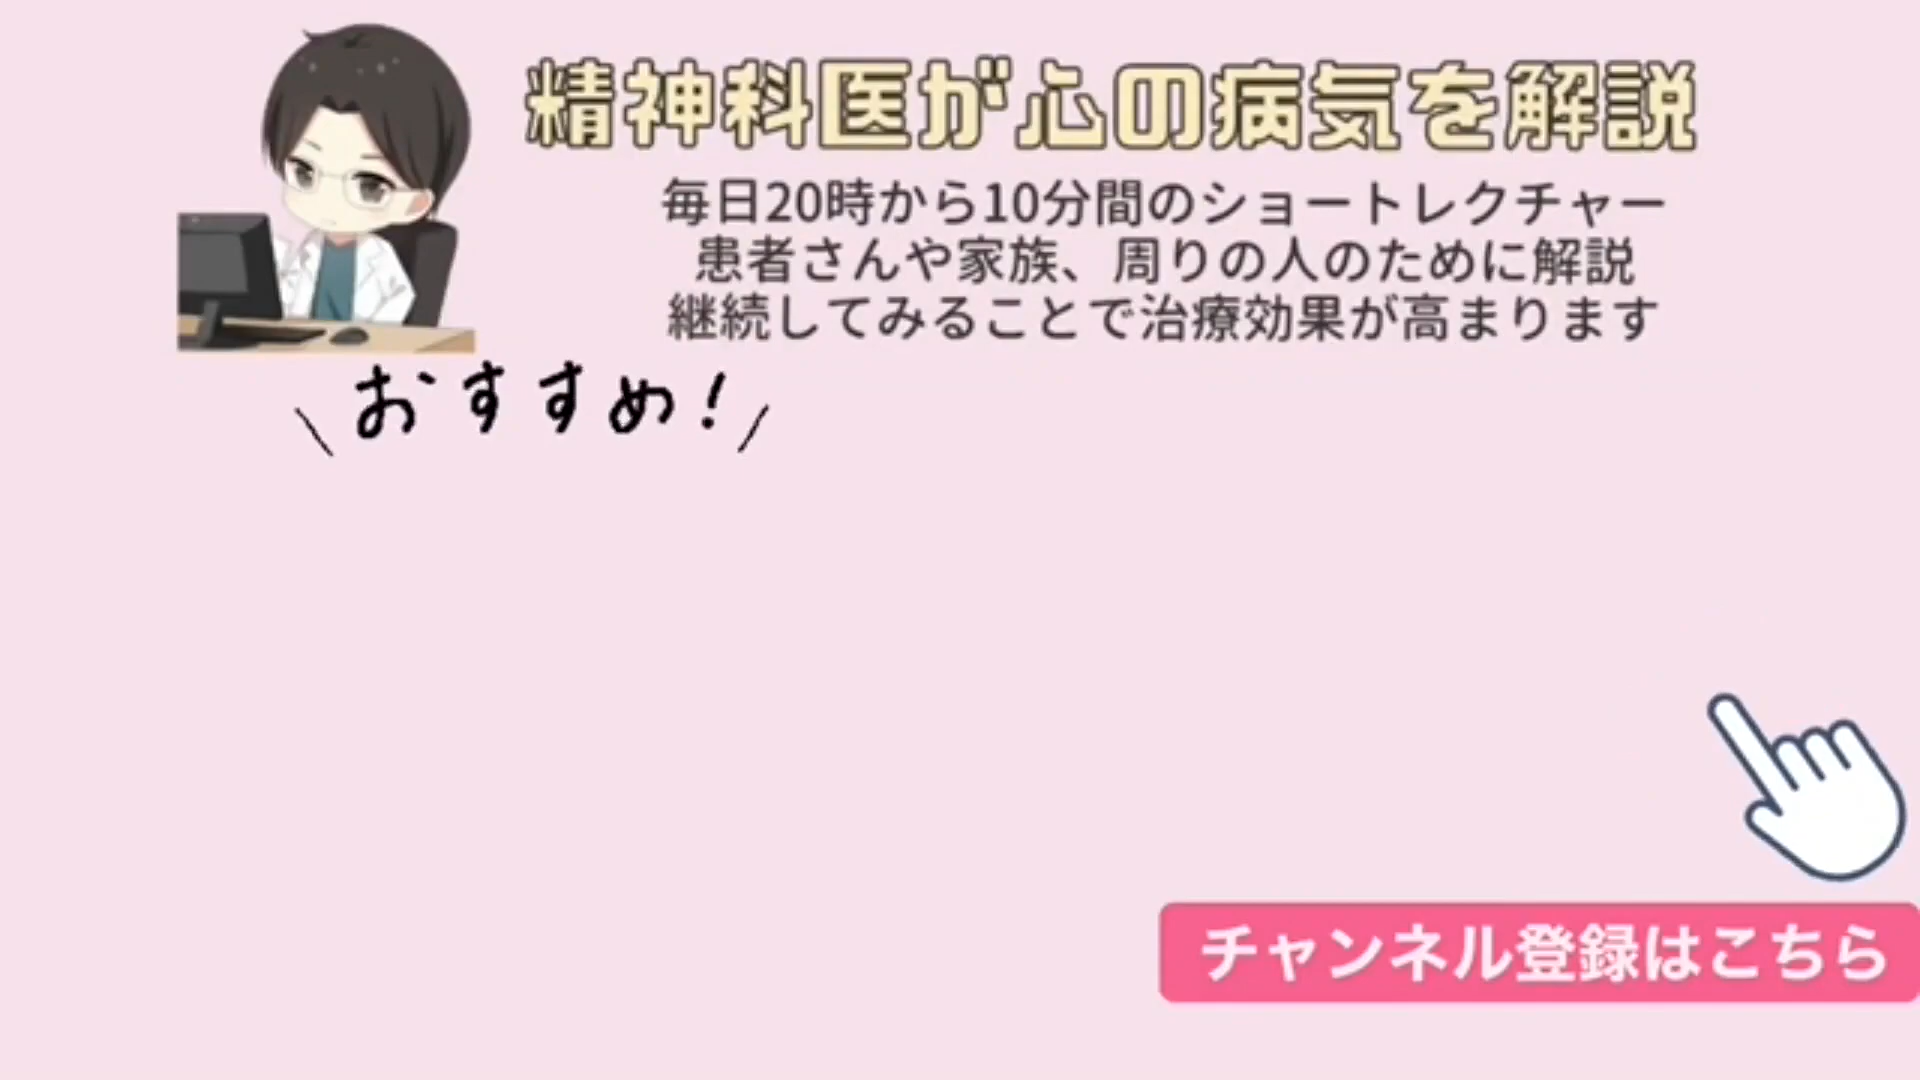 精神科医が心の病気を解説
毎日20時から10分間のショートレクチャー
患者さんや家族、周りの人のために解説
継続してみることで治療効果が高まります
おすすめ!
チャンネル登録はこちら